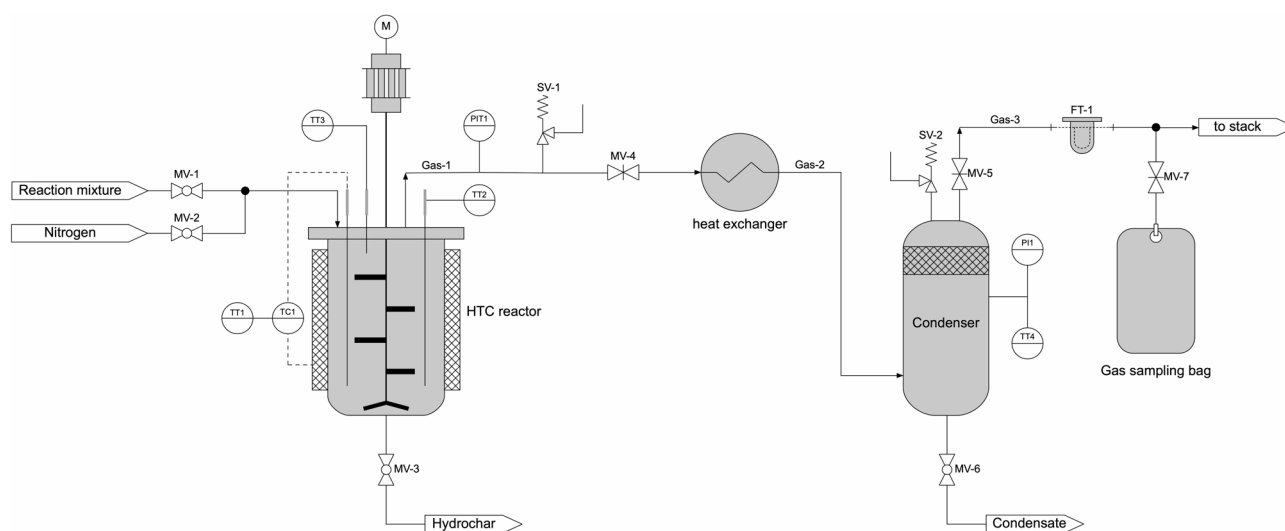 M
SV-1
TT3
PIT1
Gas-1
MV-4
Gas-2
heat exchanger
SV-2
MV-5
Gas-3
FT-1
to stack
MV-7
Reaction mixture
MV-1
Nitrogen
MV-2
TT2
TT1
TC1
HTC reactor
PI1
Condenser
TT4
Gas sampling bag
MV-3
Hydrochar
MV-6
Condensate